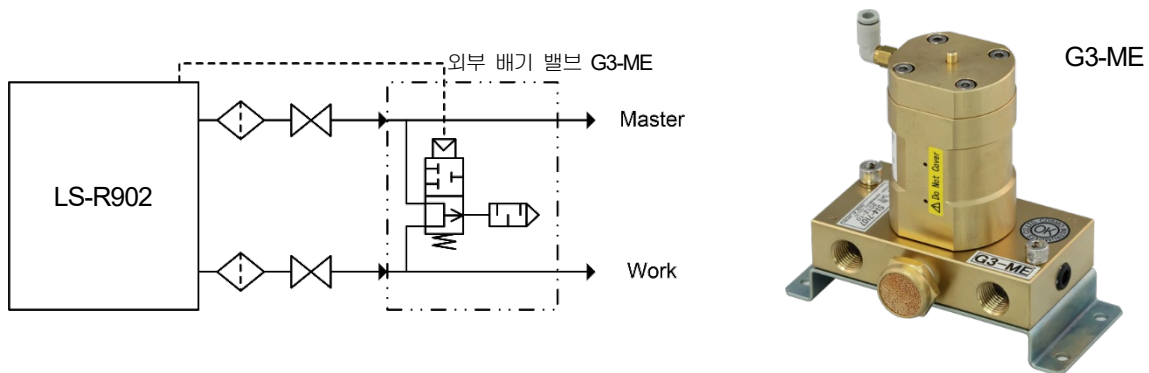 외부 배기 밸브 G3-ME
LS-R902
Master
Work
G3-ME
Do Not Cover
OK
G3-ME